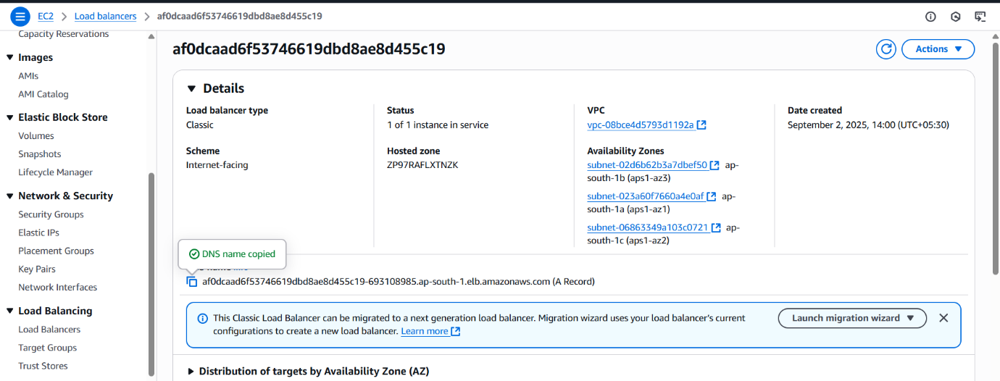 EC2 > Load balancers > af0dcaad6f53746619dbd8ae8d455c19
Capacity Reservations
Images
AMIs
AMI Catalog
Elastic Block Store
Volumes
Snapshots
Lifecycle Manager
Network & Security
Security Groups
Elastic IPs
Placement Groups
Key Pairs
Network Interfaces
Load Balancing
Load Balancers
Target Groups
Trust Stores
af0dcaad6f53746619dbd8ae8d455c19
Actions
Details
Load balancer type
Classic
Scheme
Internet-facing
Status
1 of 1 instance in service
Hosted zone
ZP97RAFLXTNZK
VPC
vpc-08bce4d5793d1192a
Availability Zones
subnet-02d6b62b3a7dbef50 ap-
south-1b (aps1-az3)
subnet-023a60f7660a4e0af ap-
south-1a (aps1-az1)
subnet-06863349a103c0721 ap-
south-1c (aps1-az2)
Date created
September 2, 2025, 14:00 (UTC+05:30)
DNS name copied
af0dcaad6f53746619dbd8ae8d455c19-693108985.ap-south-1.elb.amazonaws.com (A Record)
This Classic Load Balancer can be migrated to a next generation load balancer. Migration wizard uses your load balancer's current
configurations to create a new load balancer. Learn more
Launch migration wizard
Distribution of targets by Availability Zone (AZ)